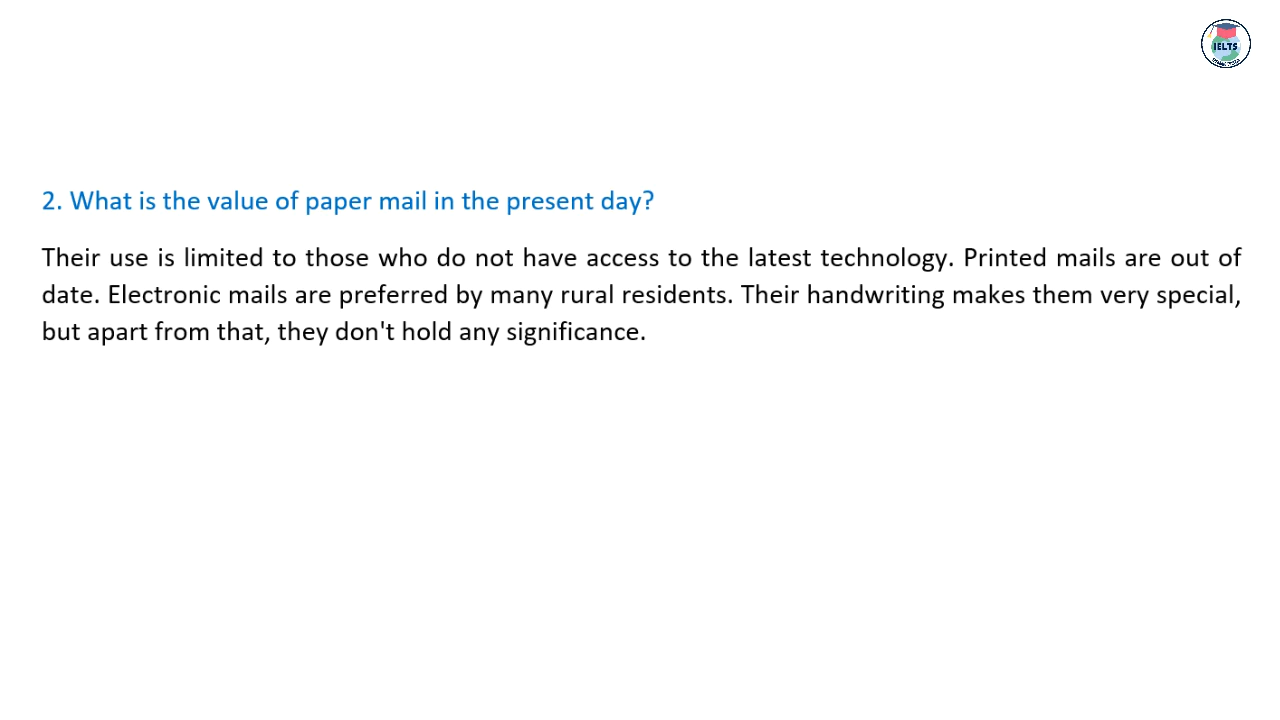 IELTS
2. What is the value of paper mail in the present day?
Their use is limited to those who do not have access to the latest technology. Printed mails are out of
date. Electronic mails are preferred by many rural residents. Their handwriting makes them very special,
but apart from that, they don't hold any significance.